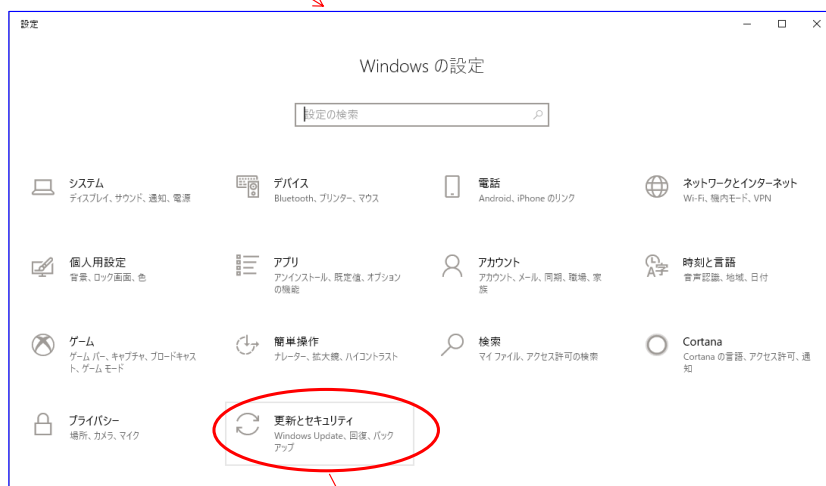 設定
Windows の設定
設定の検索
システム
ディスプレイ、サウンド、通知、電源
デバイス
Bluetooth、プリンター、マウス
電話
Android、iPhone のリンク
ネットワークとインターネット
Wi-Fi、機内モード、VPN
個人用設定
背景、ロック画面、色
アプリ
アンインストール、既定値、オプション
の機能
アカウント
アカウント、メール、同期、職場、家
族
時刻と言語
音声認識、地域、日付
ゲーム
ゲーム バー、キャプチャ、ブロードキャス
ト、ゲーム モード
簡単操作
ナレーター、拡大鏡、ハイコントラスト
検索
マイ ファイル、アクセス許可の検索
Cortana
Cortana の言語、アクセス許可、通
知
プライバシー
場所、カメラ、マイク
更新とセキュリティ
Windows Update、回復、バック
アップ